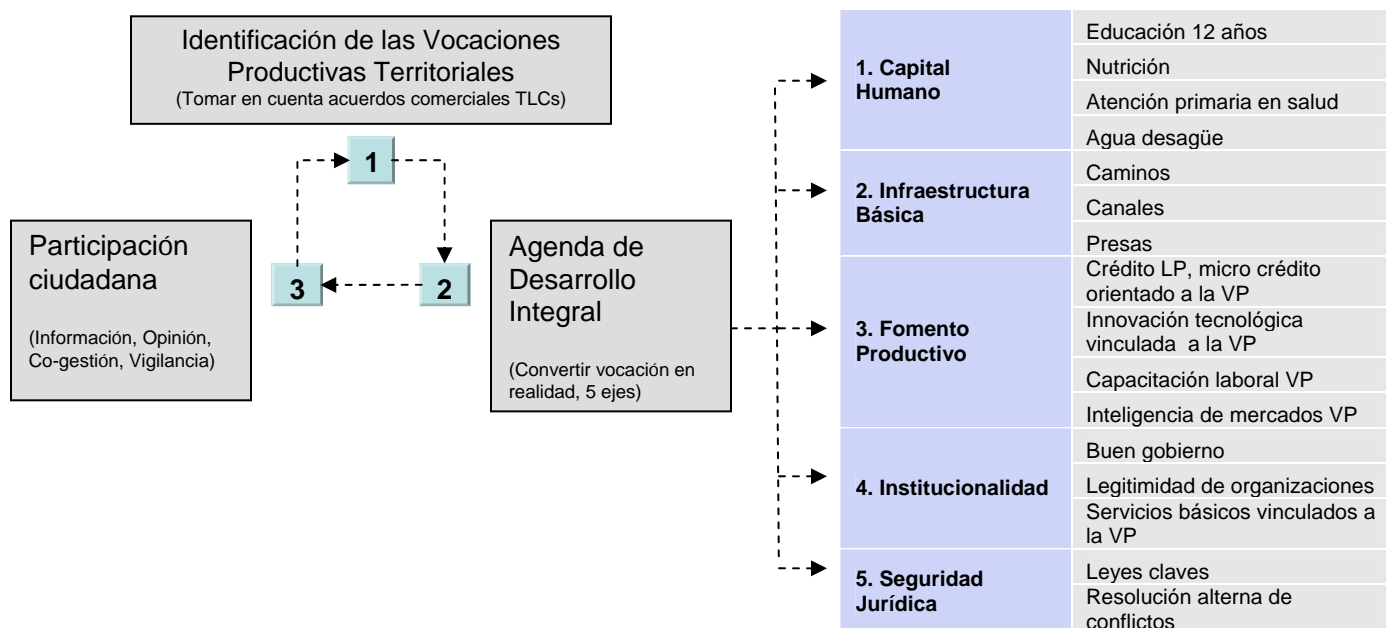 Identificación de las Vocaciones
Productivas Territoriales
(Tomar en cuenta acuerdos comerciales TLCs)
1
2
3
Participación
ciudadana
(Información, Opinión,
Co-gestión, Vigilancia)
Agenda de
Desarrollo
Integral
(Convertir vocación en
realidad, 5 ejes)
1. Capital
Humano
Educación 12 años
Nutrición
Atención primaria en salud
Agua desagüe
2. Infraestructura
Básica
Caminos
Canales
Presas
3. Fomento
Productivo
Crédito LP, micro crédito
orientado a la VP
Innovación tecnológica
vinculada  a la VP
Capacitación laboral VP
Inteligencia de mercados VP
4. Institucionalidad
Buen gobierno
Legitimidad de organizaciones
Servicios básicos vinculados a
la VP
5. Seguridad
Jurídica
Leyes claves
Resolución alterna de
conflictos